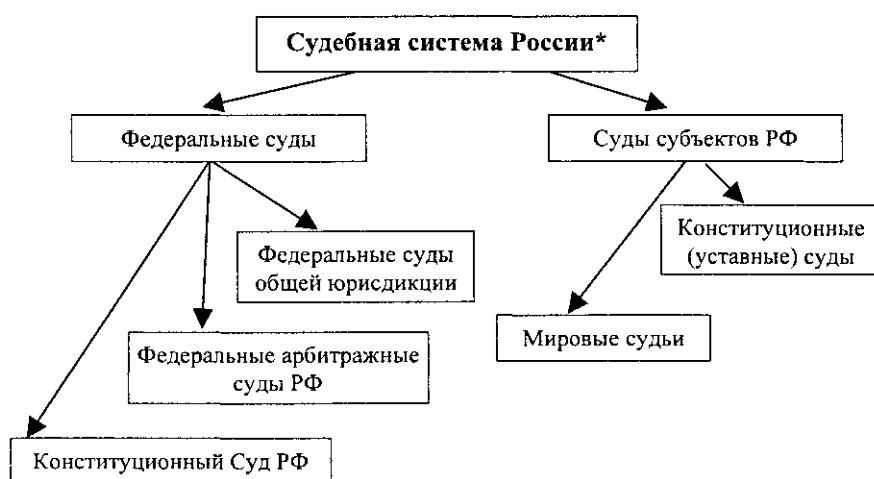 Судебная система России*
Федеральные суды
Суды субъектов РФ
Федеральные суды
общей юрисдикции
Конституционные
(уставные) суды
Федеральные арбитражные
суды РФ
Мировые судьи
Конституционный Суд РФ